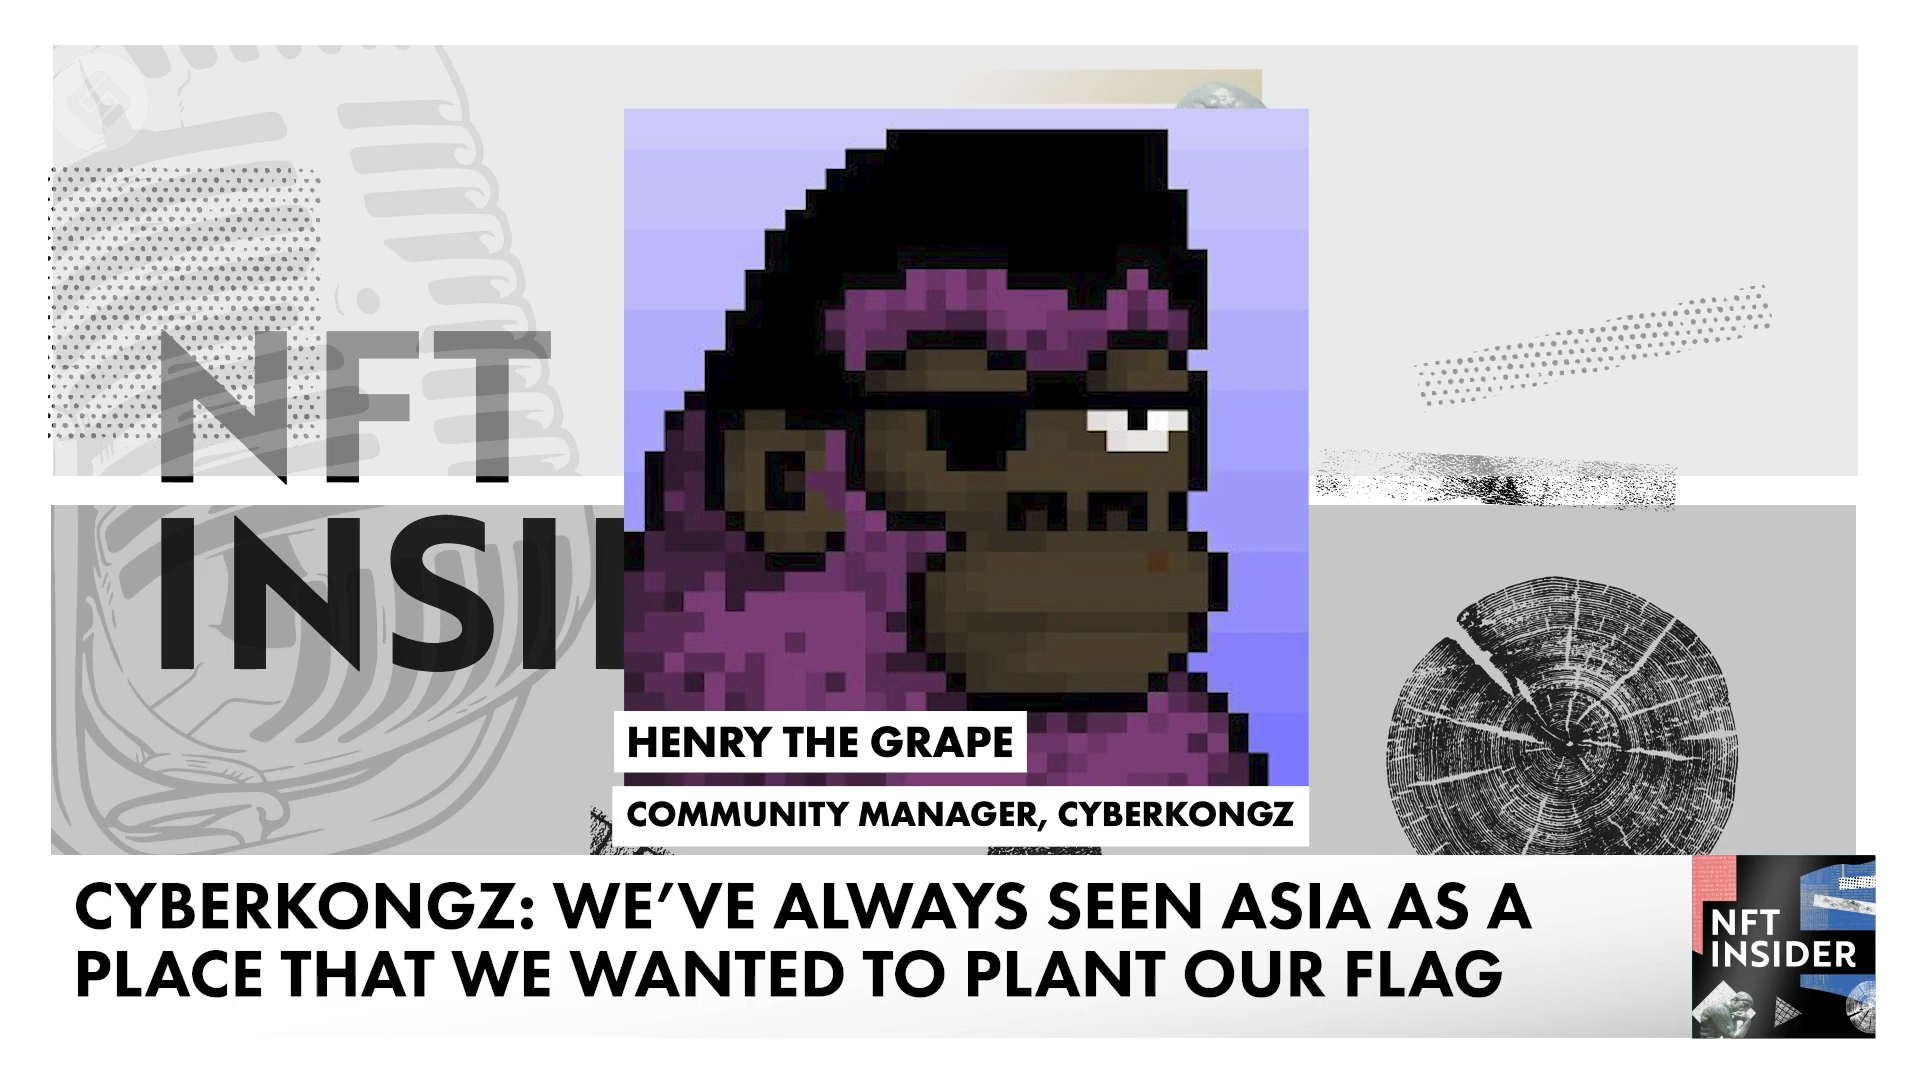 NFT
INSI
HENRY THE GRAPE
COMMUNITY MANAGER, CYBERKONGZ
CYBERKONGZ: WE’VE ALWAYS SEEN ASIA AS A
PLACE THAT WE WANTED TO PLANT OUR FLAG
NFT
INSIDER